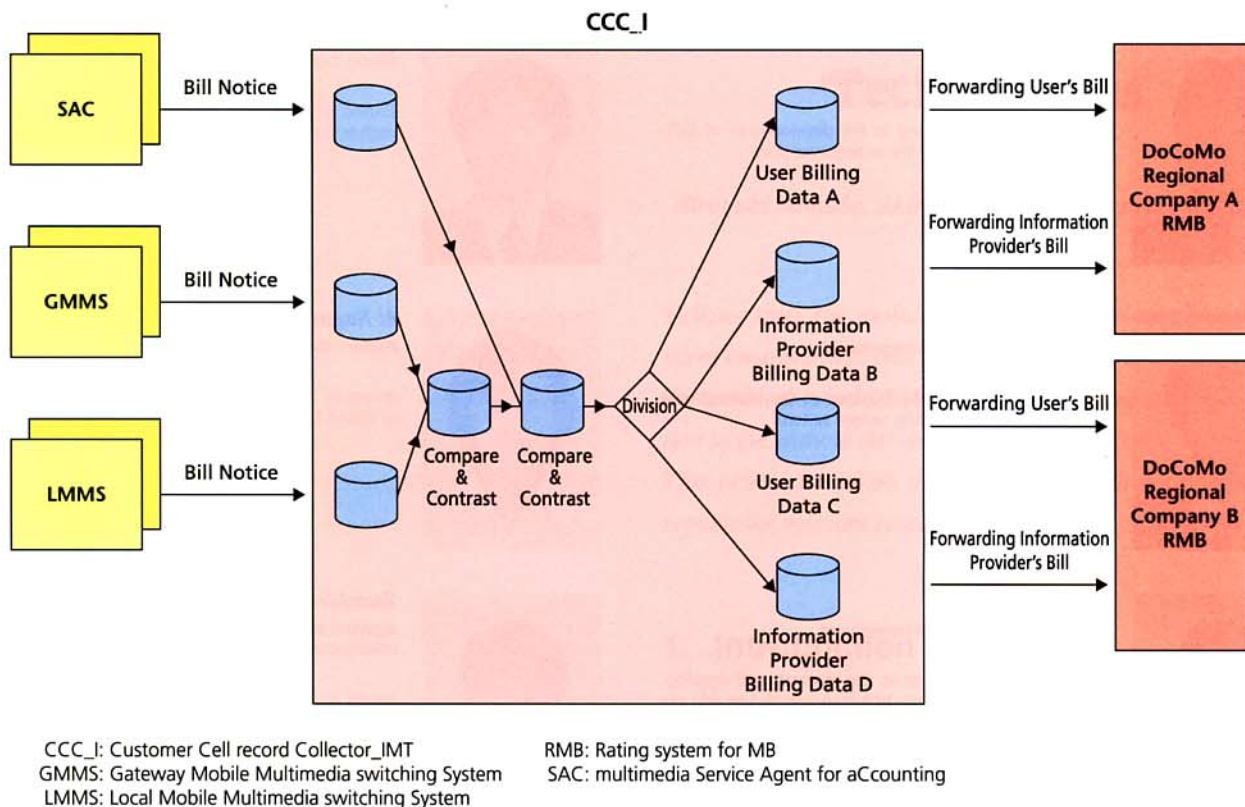 CCC_I
SAC
Bill Notice
GMMS
Bill Notice
LMMS
Bill Notice
Compare
&
Contrast
Compare
&
Contrast
Division
User Billing
Data A
Information
Provider
Billing Data B
User Billing
Data C
Information
Provider
Billing Data D
Forwarding User's Bill
Forwarding Information
Provider's Bill
Forwarding User's Bill
Forwarding Information
Provider's Bill
DoCoMo
Regional
Company A
RMB
DoCoMo
Regional
Company B
RMB
CCC_I: Customer Cell record Collector_IMT
GMMS: Gateway Mobile Multimedia switching System
LMMS: Local Mobile Multimedia switching System
RMB: Rating system for MB
SAC: multimedia Service Agent for aCcounting